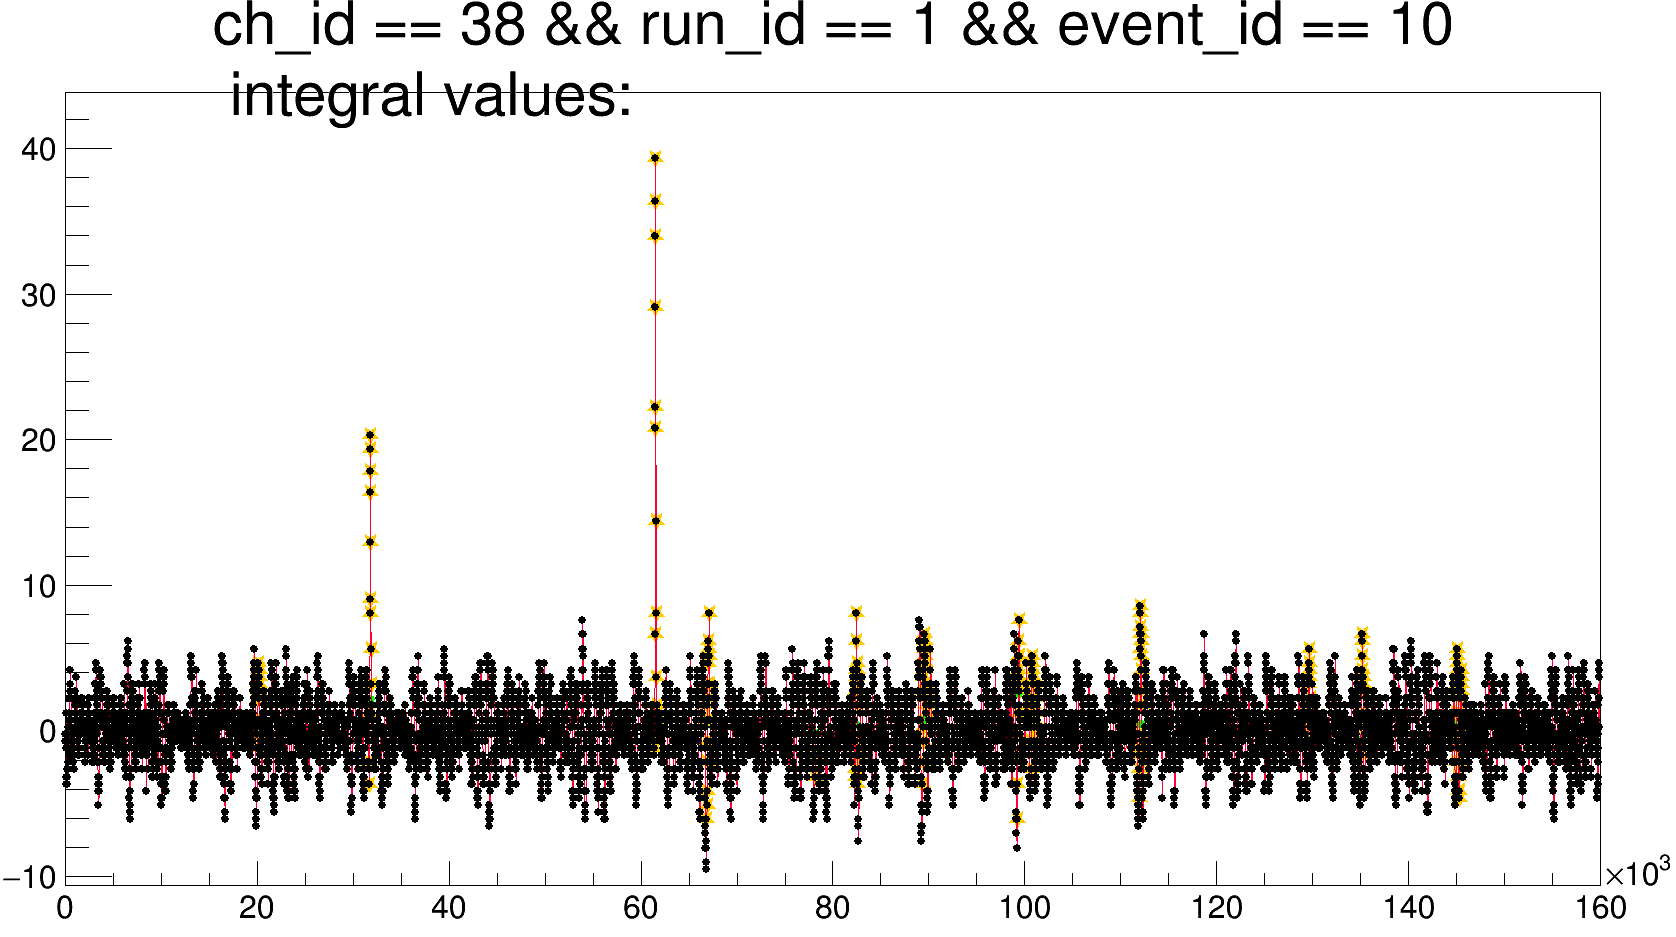 ch_id == 38 && run_id == 1 && event_id == 10
integral values:
40
30
20
10
0
−10
0 20 40 60 80 100 120 140 160
×10³